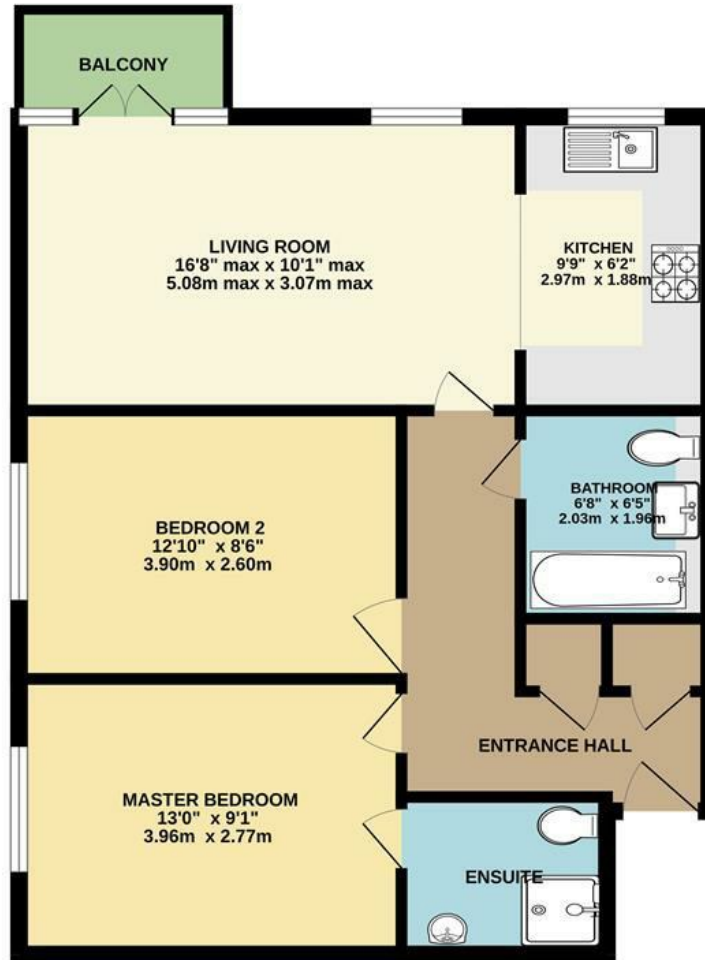 BALCONY
LIVING ROOM
16'8" max x 10'1" max
5.08m max x 3.07m max
KITCHEN
9'9" x 6'2"
2.97m x 1.88m
BEDROOM 2
12'10" x 8'6"
3.90m x 2.60m
BATHROOM
6'8" x 6'5"
2.03m x 1.96m
ENTRANCE HALL
MASTER BEDROOM
13'0" x 9'1"
3.96m x 2.77m
ENSUITE